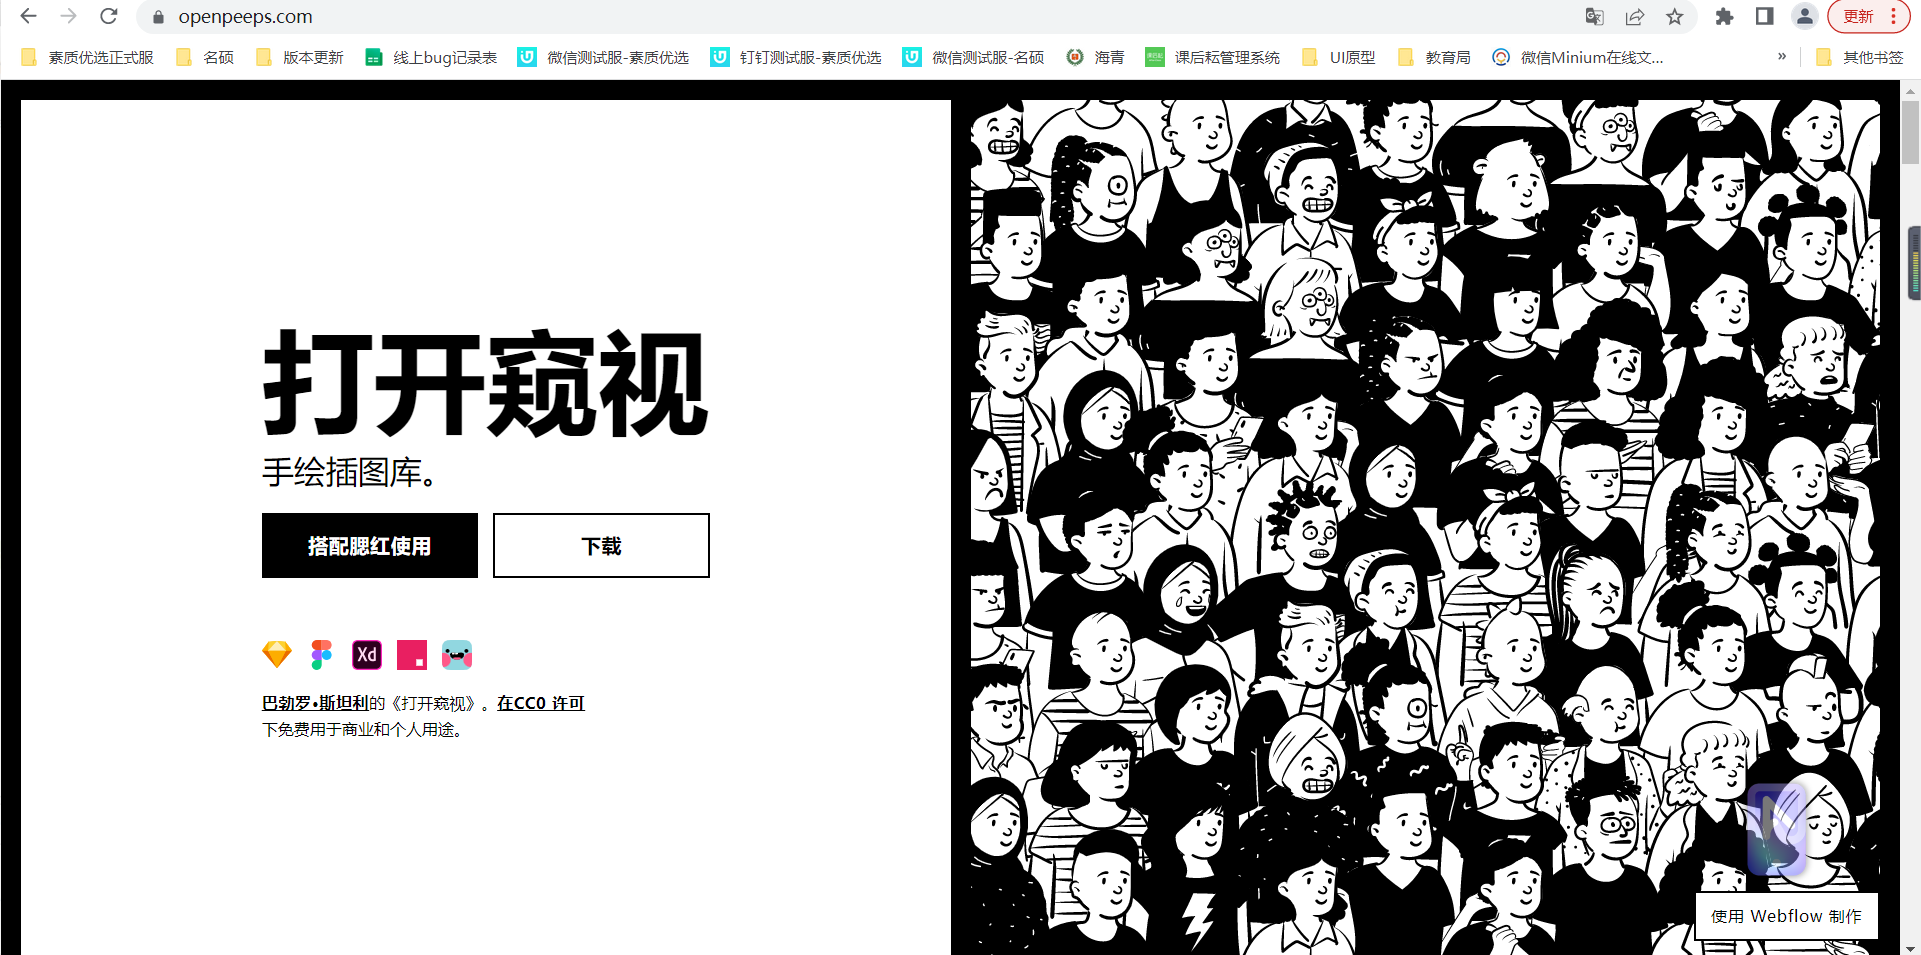 openpeeps.com
更新
素质优选正式服
名硕
版本更新
线上bug记录表
微信测试服-素质优选
钉钉测试服-素质优选
微信测试服-名硕
海青
课后耘管理系统
UI原型
教育局
微信Minium在线文...
»
其他书签
打开窥视
手绘插图库。
搭配腮红使用
下载
Xd
巴勃罗·斯坦利的《打开窥视》。在CC0 许可
下免费用于商业和个人用途。
使用 Webflow 制作